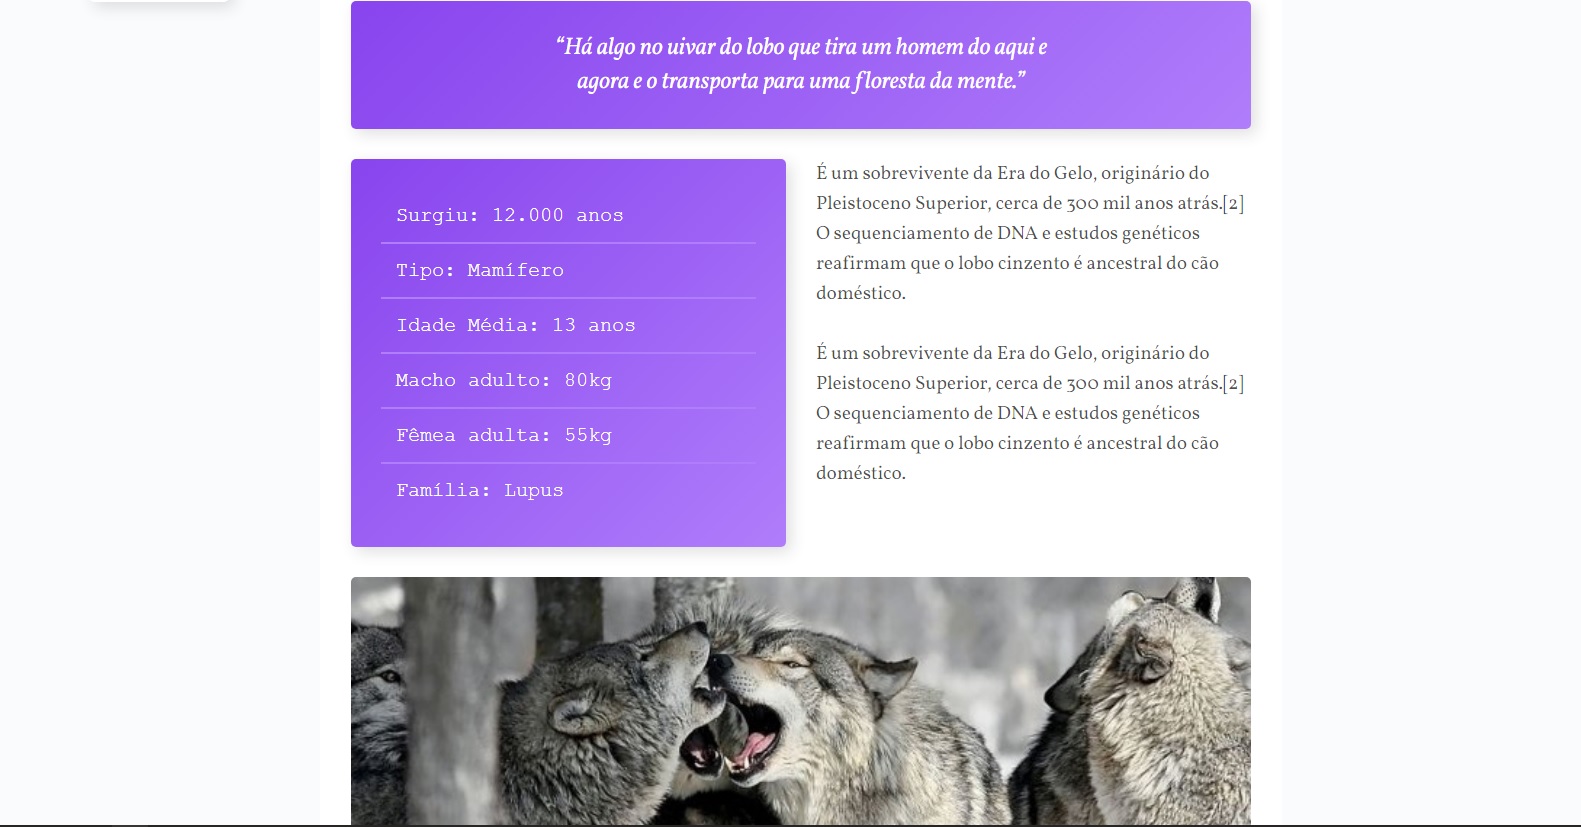 “Há algo no uivar do lobo que tira um homem do aqui e
agora e o transporta para uma floresta da mente.”
Surgiu: 12.000 anos
Tipo: Mamífero
Idade Média: 13 anos
Macho adulto: 80kg
Fêmea adulta: 55kg
Família: Lupus
É um sobrevivente da Era do Gelo, originário do
Pleistoceno Superior, cerca de 300 mil anos atrás.[2]
O sequenciamento de DNA e estudos genéticos
reafirmam que o lobo cinzento é ancestral do cão
doméstico.
É um sobrevivente da Era do Gelo, originário do
Pleistoceno Superior, cerca de 300 mil anos atrás.[2]
O sequenciamento de DNA e estudos genéticos
reafirmam que o lobo cinzento é ancestral do cão
doméstico.